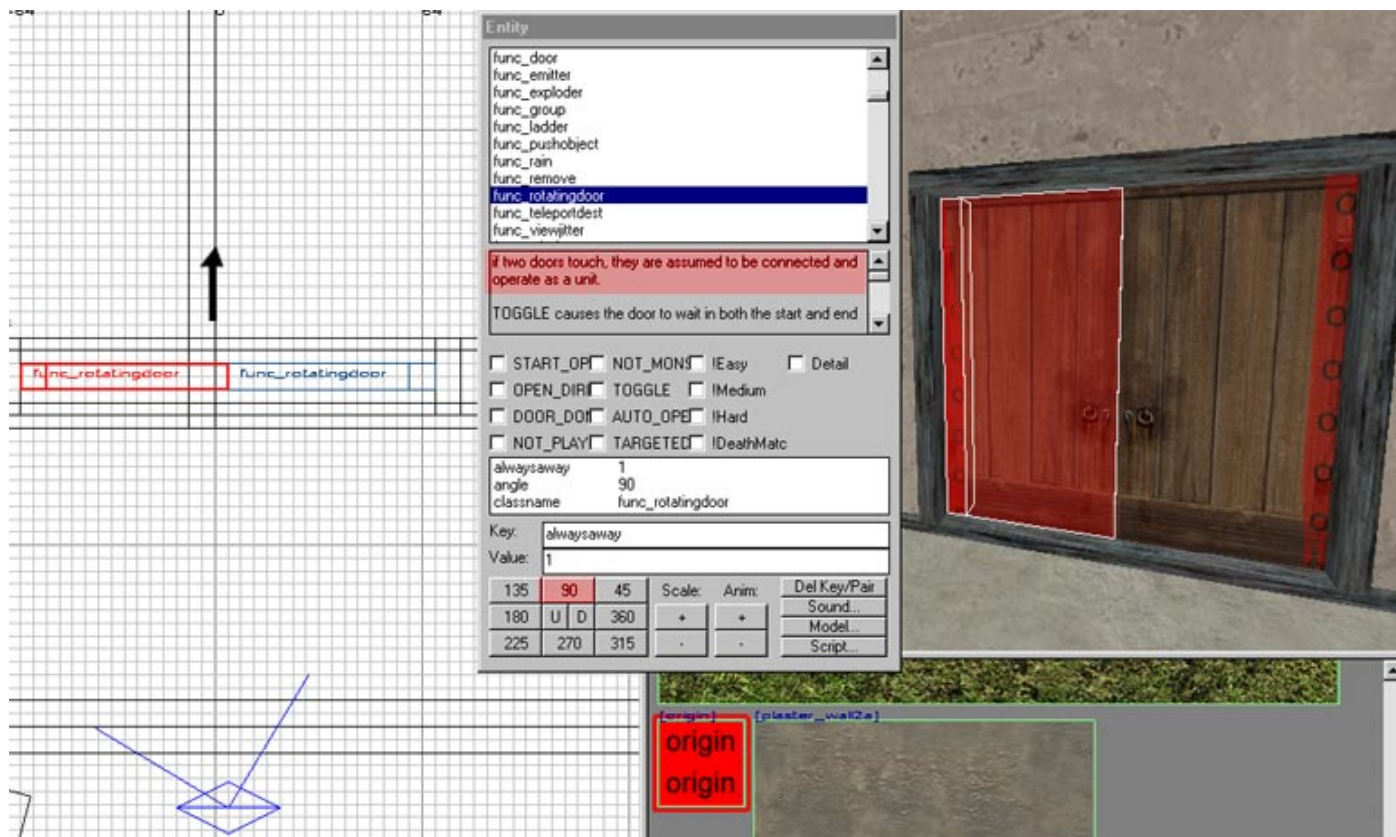 -64
0
64
func_rotatingdoor
func_rotatingdoor
Entity
func_door
func_emitter
func_exploder
func_group
func_ladder
func_pushobject
func_rain
func_remove
func_rotatingdoor
func_teleportdest
func_viewjitter
if two doors touch, they are assumed to be connected and
operate as a unit.
TOGGLE causes the door to wait in both the start and end
START_OP NOT_MONS !Easy Detail
OPEN_DIR TOGGLE !Medium
DOOR_DO AUTO_OPE !Hard
NOT_PLAY TARGETED !DeathMatc
alwaysaway 1
angle 90
classname func_rotatingdoor
Key: alwaysaway
Value: 1
135 90 45 Scale: Anim: Del Key/Pair
180 U D 360 + + Sound...
Model...
225 270 315 - - Script...
[origin] [plaster_wall2a]
origin
origin